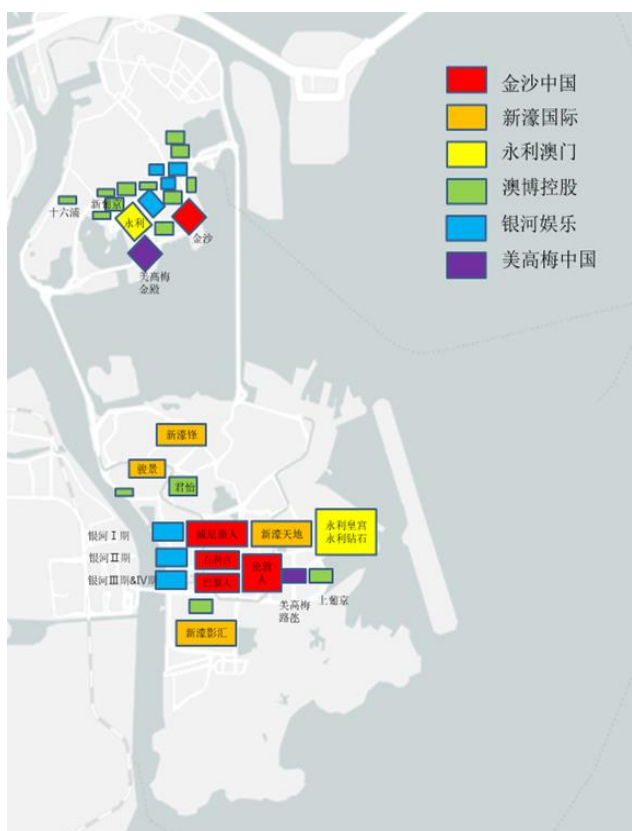 金沙中国
新濠国际
永利澳门
澳博控股
银河娱乐
美高梅中国
十六浦
永利
金沙
美高梅
金殿
新濠锋
骏景
君怡
银河Ⅰ期
威尼斯人
新濠天地
永利皇宫
永利钻石
银河Ⅱ期
伦敦
人
银河Ⅲ期&Ⅳ期
巴黎人
美高梅
路氹
上葡京
新濠影汇